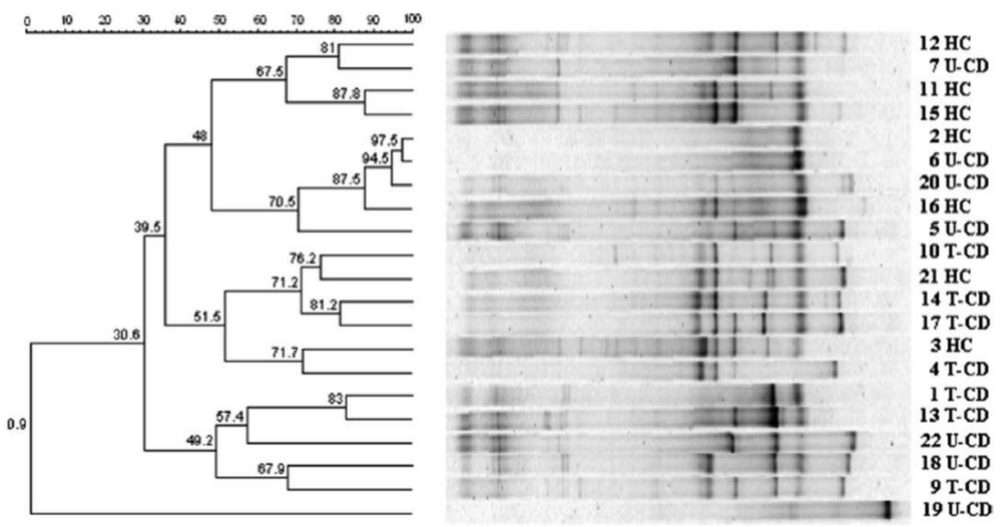 0 10 20 30 40 50 60 70 80 90 100
12 HC
81
7 U-CD
67.5
11 HC
87.8
15 HC
48
2 HC
97.5
6 U-CD
94.5
20 U-CD
87.5
16 HC
70.5
5 U-CD
39.5
10 T-CD
76.2
21 HC
71.2
14 T-CD
81.2
17 T-CD
51.5
30.6
3 HC
71.7
4 T-CD
1 T-CD
83
13 T-CD
57.4
0.9
22 U-CD
49.2
18 U-CD
67.9
9 T-CD
19 U-CD